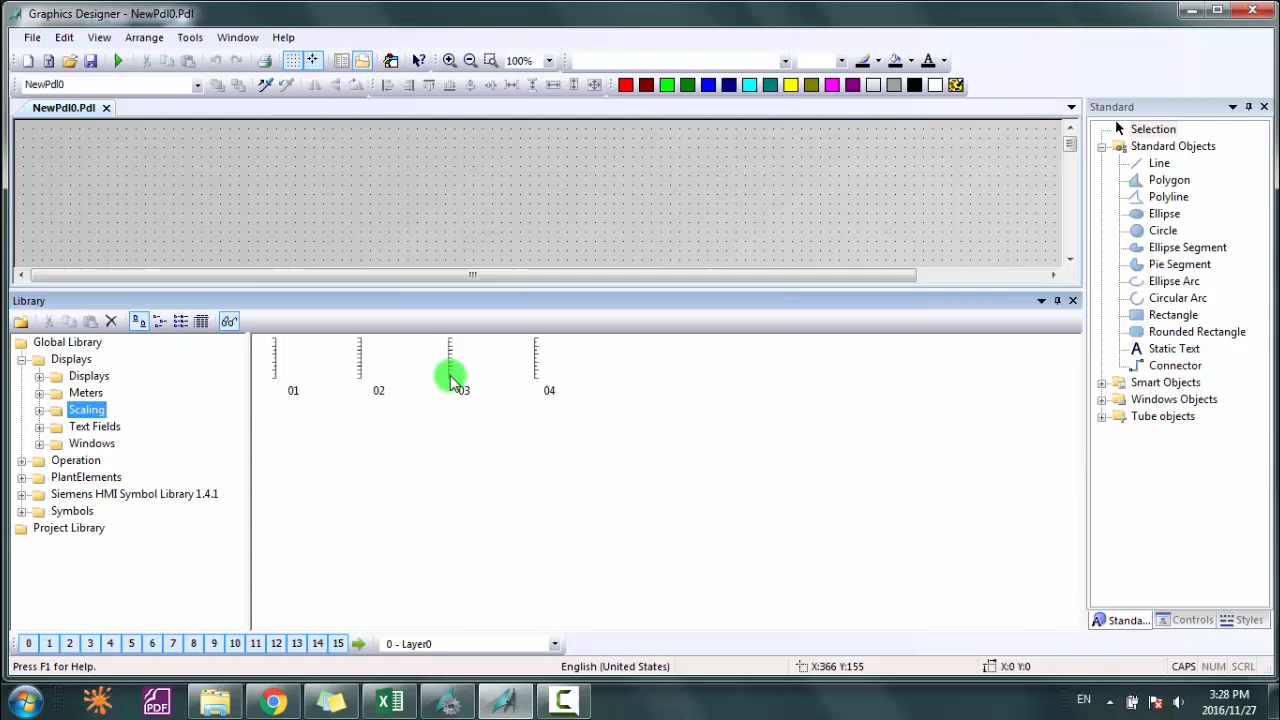 Graphics Designer - NewPdl0.Pdl
File Edit View Arrange Tools Window Help
100%
NewPdl0
NewPdl0.Pdl
Standard
Selection
Standard Objects
Line
Polygon
Polyline
Ellipse
Circle
Ellipse Segment
Pie Segment
Ellipse Arc
Circular Arc
Rectangle
Rounded Rectangle
A Static Text
Connector
Smart Objects
Windows Objects
Tube objects
Library
Global Library
Displays
Displays
Meters
Scaling
Text Fields
Windows
Operation
PlantElements
Siemens HMI Symbol Library 1.4.1
Symbols
Project Library
01 02 03 04
Standa... Controls Styles
0 1 2 3 4 5 6 7 8 9 10 11 12 13 14 15 0 - Layer0
Press F1 for Help. English (United States) X:366 Y:155 X:0 Y:0 CAPS NUM SCRL
PDF
EN 3:28 PM
2016/11/27